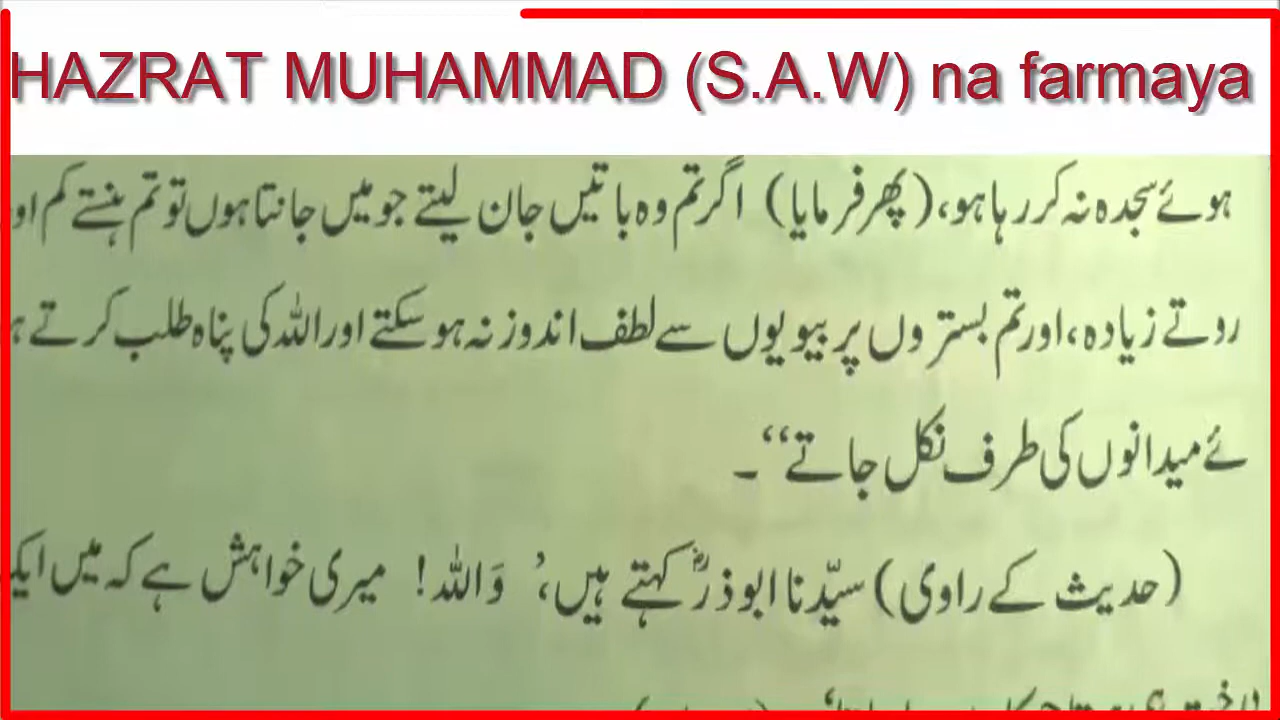 HAZRAT MUHAMMAD (S.A.W) na farmaya
ہوئے سجدہ نہ کر رہا ہو، (پھر فرمایا) اگر تم وہ باتیں جان لیتے جو میں جانتا ہوں تو تم ہنستے کم او
روتے زیادہ، اور تم بستروں پر بیویوں سے لطف اندوز نہ ہو سکتے اور اللہ کی پناہ طلب کرتے ہ
ئے میدانوں کی طرف نکل جاتے‘‘۔
(حدیث کے راوی) سیّدنا ابوذرؓ کہتے ہیں، ’وَاللہ! میری خواہش ہے کہ میں ایک